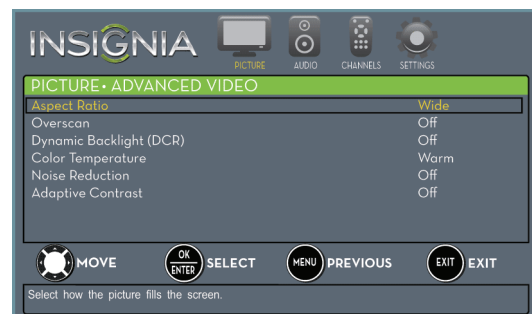 INSIGNIA
PICTURE AUDIO CHANNELS SETTINGS
PICTURE • ADVANCED VIDEO
Aspect Ratio Wide
Overscan Off
Dynamic Backlight (DCR) Off
Color Temperature Warm
Noise Reduction Off
Adaptive Contrast Off
MOVE OK ENTER SELECT MENU PREVIOUS EXIT EXIT
Select how the picture fills the screen.